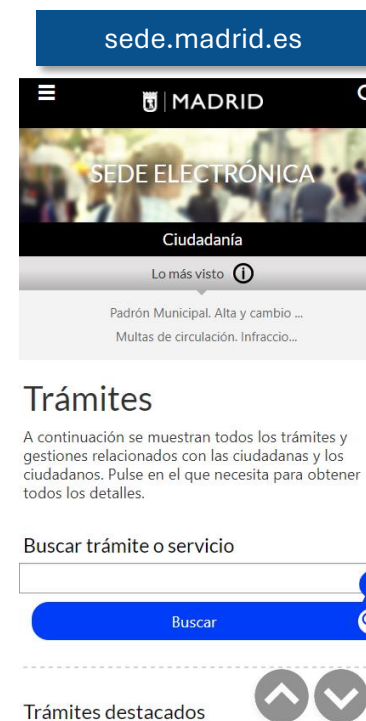 sede.madrid.es
MADRID
SEDE ELECTRÓNICA
Ciudadanía
Lo más visto
Padrón Municipal. Alta y cambio ...
Multas de circulación. Infraccio...
Trámites
A continuación se muestran todos los trámites y
gestiones relacionados con las ciudadanas y los
ciudadanos. Pulse en el que necesita para obtener
todos los detalles.
Buscar trámite o servicio
Buscar
Trámites destacados